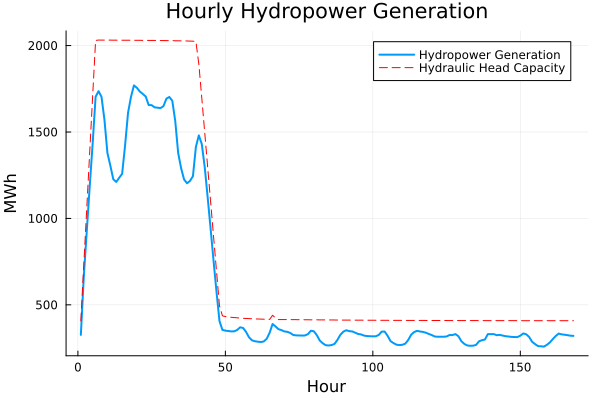 Hourly Hydropower Generation
Hydropower Generation
Hydraulic Head Capacity
MWh
2000
1500
1000
500
0 50 100 150
Hour